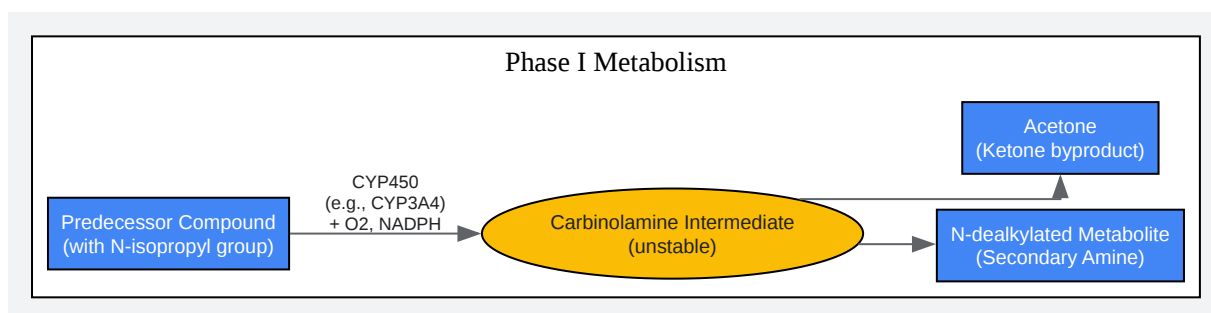 Phase I Metabolism
Predecessor Compound
(with N-isopropyl group)
CYP450
(e.g., CYP3A4)
+ O2, NADPH
Carbinolamine Intermediate
(unstable)
Acetone
(Ketone byproduct)
N-dealkylated Metabolite
(Secondary Amine)